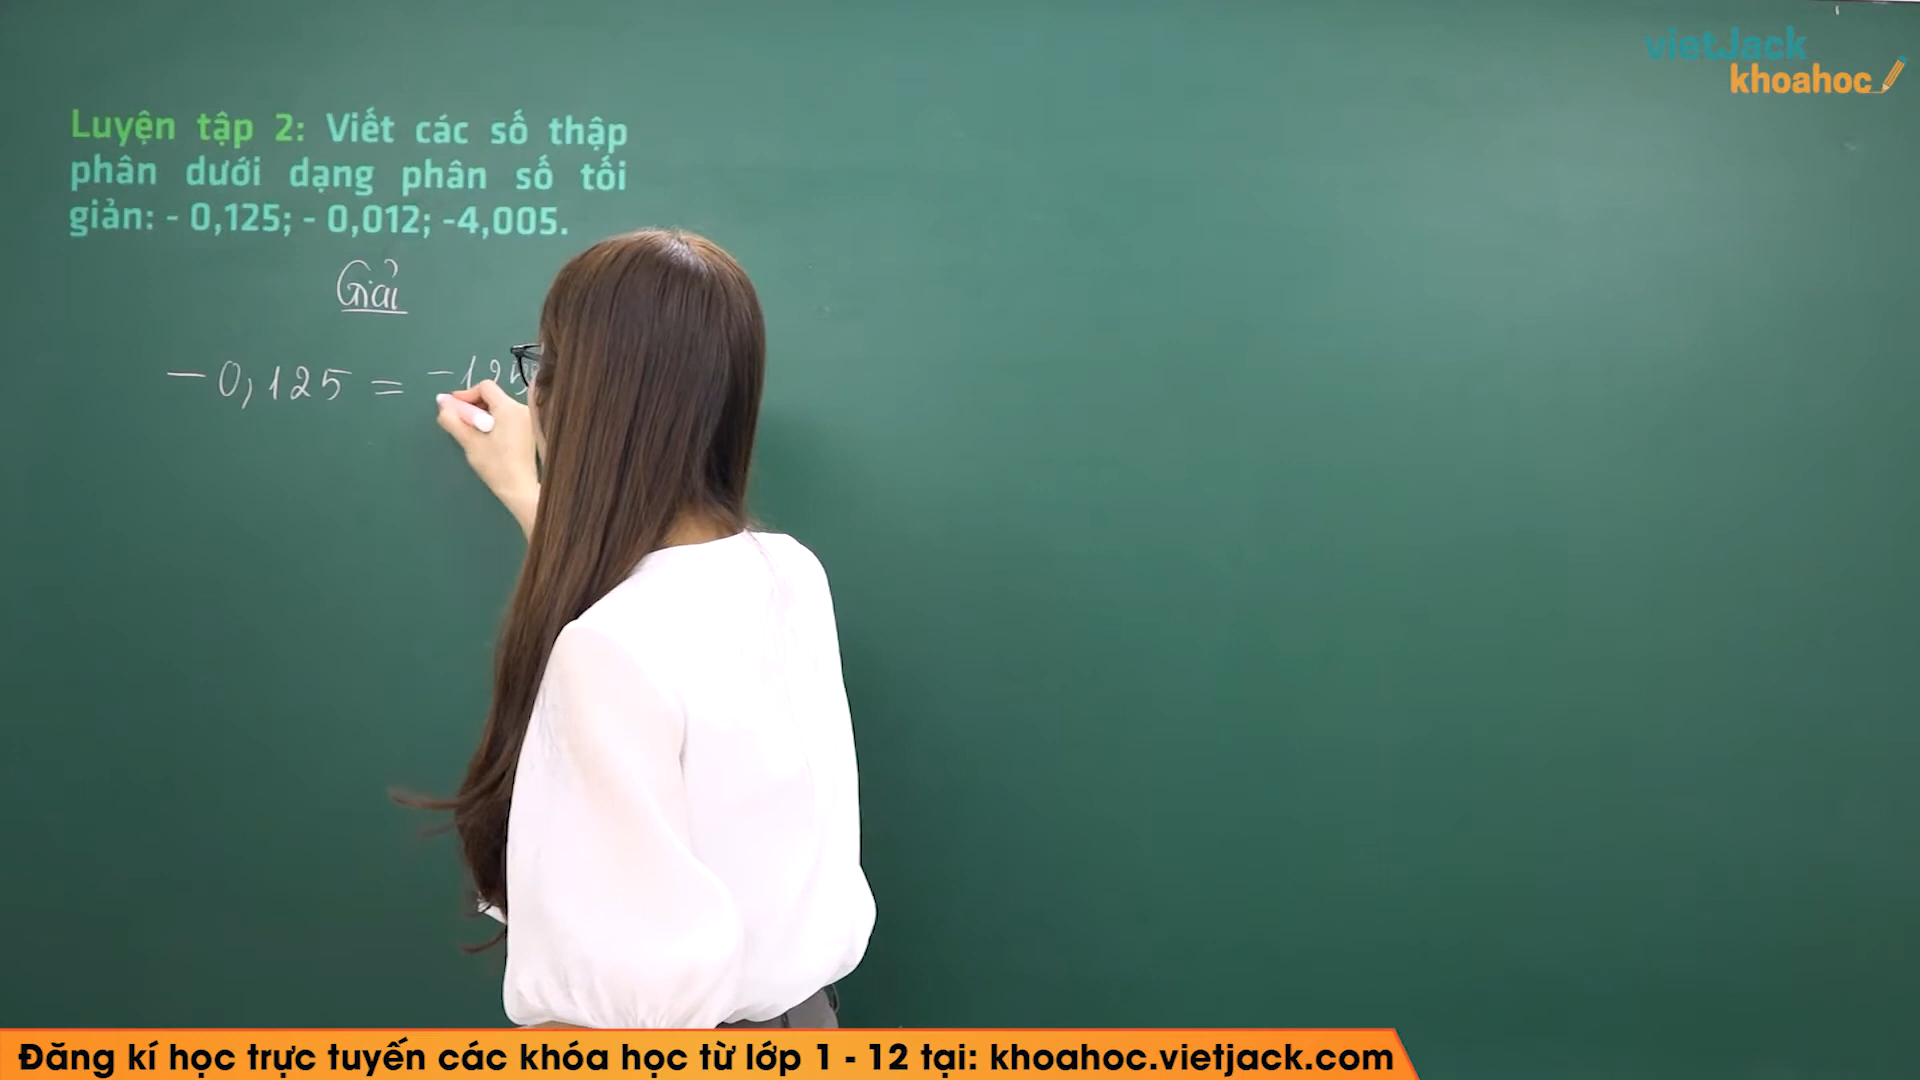 vietJack
khoahoc
Luyện tập 2: Viết các số thập
phân dưới dạng phân số tối
giản: - 0,125; - 0,012; -4,005.
Giải
- 0,125 = -125
Đăng kí học trực tuyến các khóa học từ lớp 1 - 12 tại: khoahoc.vietjack.com